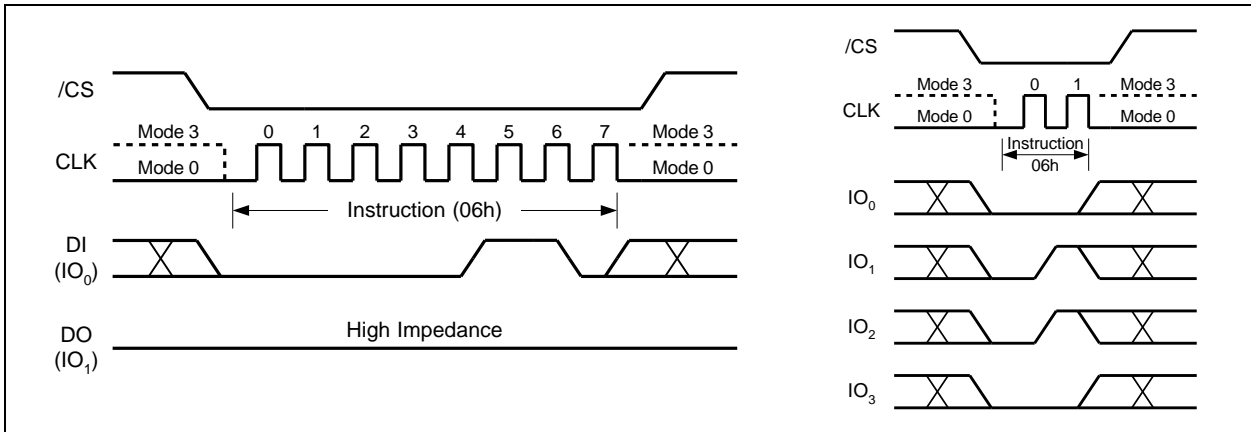 /CS
Mode 3 0 1 2 3 4 5 6 7 Mode 3
CLK
Mode 0 Mode 0
Instruction (06h)
DI
(IO0)
High Impedance
DO
(IO1)
/CS
Mode 3 0 1 Mode 3
CLK
Mode 0 Mode 0
Instruction
06h
IO0
IO1
IO2
IO3